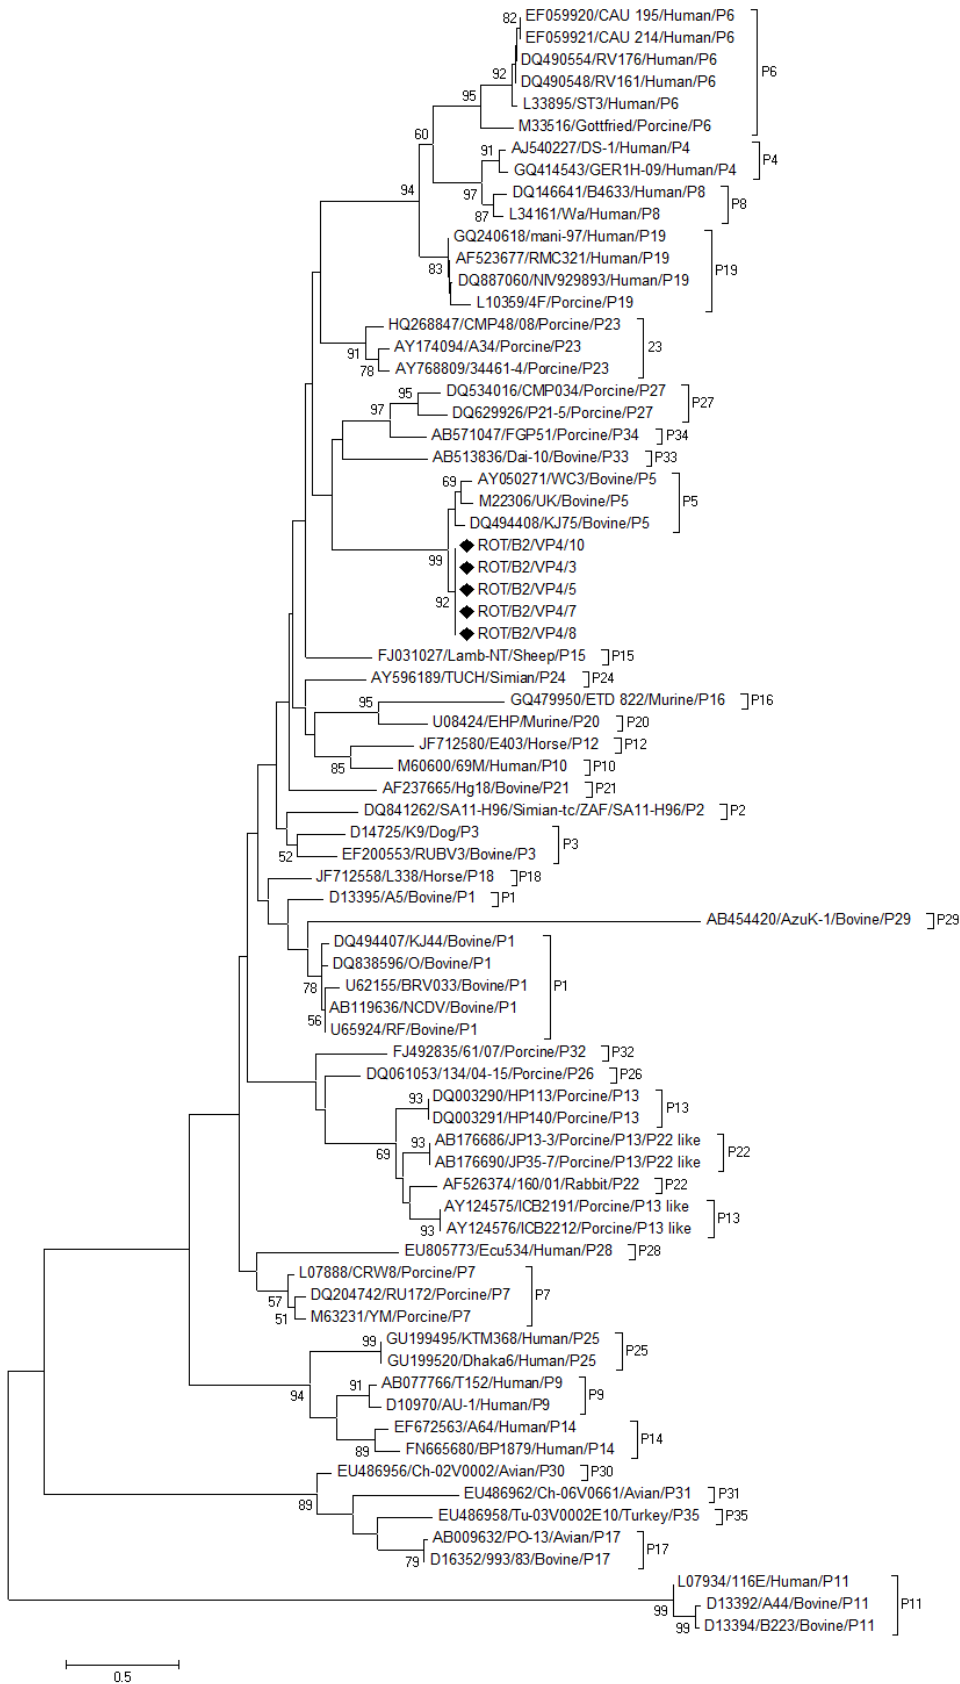 82
EF059920/CAU 195/Human/P6
EF059921/CAU 214/Human/P6
DQ490554/RV176/Human/P6
P6
92
DQ490548/RV161/Human/P6
95
L33895/ST3/Human/P6
M33516/Gottfried/Porcine/P6
60
91
AJ540227/DS-1/Human/P4
P4
GQ414543/GER1H-09/Human/P4
94
97
DQ146641/B4633/Human/P8
P8
87
L34161/Wa/Human/P8
GQ240618/mani-97/Human/P19
AF523677/RMC321/Human/P19
83
P19
DQ887060/NIV929893/Human/P19
L10359/4F/Porcine/P19
HQ268847/CMP48/08/Porcine/P23
91
AY174094/A34/Porcine/P23
23
78
AY768809/34461-4/Porcine/P23
95
DQ534016/CMP034/Porcine/P27
P27
97
DQ629926/P21-5/Porcine/P27
AB571047/FGP51/Porcine/P34
P34
AB513836/Dai-10/Bovine/P33
P33
69
AY050271/WC3/Bovine/P5
M22306/UK/Bovine/P5
P5
DQ494408/KJ75/Bovine/P5
ROT/B2/VP4/10
99
ROT/B2/VP4/3
ROT/B2/VP4/5
92
ROT/B2/VP4/7
ROT/B2/VP4/8
FJ031027/Lamb-NT/Sheep/P15
P15
AY596189/TUCH/Simian/P24
P24
95
GQ479950/ETD 822/Murine/P16
P16
U08424/EHP/Murine/P20
P20
JF712580/E403/Horse/P12
P12
85
M60600/69M/Human/P10
P10
AF237665/Hg18/Bovine/P21
P21
DQ841262/SA11-H96/Simian-tc/ZAF/SA11-H96/P2
P2
D14725/K9/Dog/P3
P3
52
EF200553/RUBV3/Bovine/P3
JF712558/L338/Horse/P18
P18
D13395/A5/Bovine/P1
P1
AB454420/AzuK-1/Bovine/P29
P29
DQ494407/KJ44/Bovine/P1
DQ838596/O/Bovine/P1
78
U62155/BRV033/Bovine/P1
P1
AB119636/NCDV/Bovine/P1
56
U65924/RF/Bovine/P1
FJ492835/61/07/Porcine/P32
P32
DQ061053/134/04-15/Porcine/P26
P26
93
DQ003290/HP113/Porcine/P13
P13
DQ003291/HP140/Porcine/P13
93
AB176686/JP13-3/Porcine/P13/P22 like
P22
69
AB176690/JP35-7/Porcine/P13/P22 like
AF526374/160/01/Rabbit/P22
P22
AY124575/ICB2191/Porcine/P13 like
P13
93
AY124576/ICB2212/Porcine/P13 like
EU805773/Ecu534/Human/P28
P28
L07888/CRW8/Porcine/P7
57
DQ204742/RU172/Porcine/P7
P7
51
M63231/YM/Porcine/P7
99
GU199495/KTM368/Human/P25
P25
GU199520/Dhaka6/Human/P25
94
91
AB077766/T152/Human/P9
P9
D10970/AU-1/Human/P9
EF672563/A64/Human/P14
P14
89
FN665680/BP1879/Human/P14
EU486956/Ch-02V0002/Avian/P30
P30
89
EU486962/Ch-06V0661/Avian/P31
P31
EU486958/Tu-03V0002E10/Turkey/P35
P35
AB009632/PO-13/Avian/P17
P17
79
D16352/993/83/Bovine/P17
L07934/116E/Human/P11
99
D13392/A44/Bovine/P11
P11
99
D13394/B223/Bovine/P11
0.5